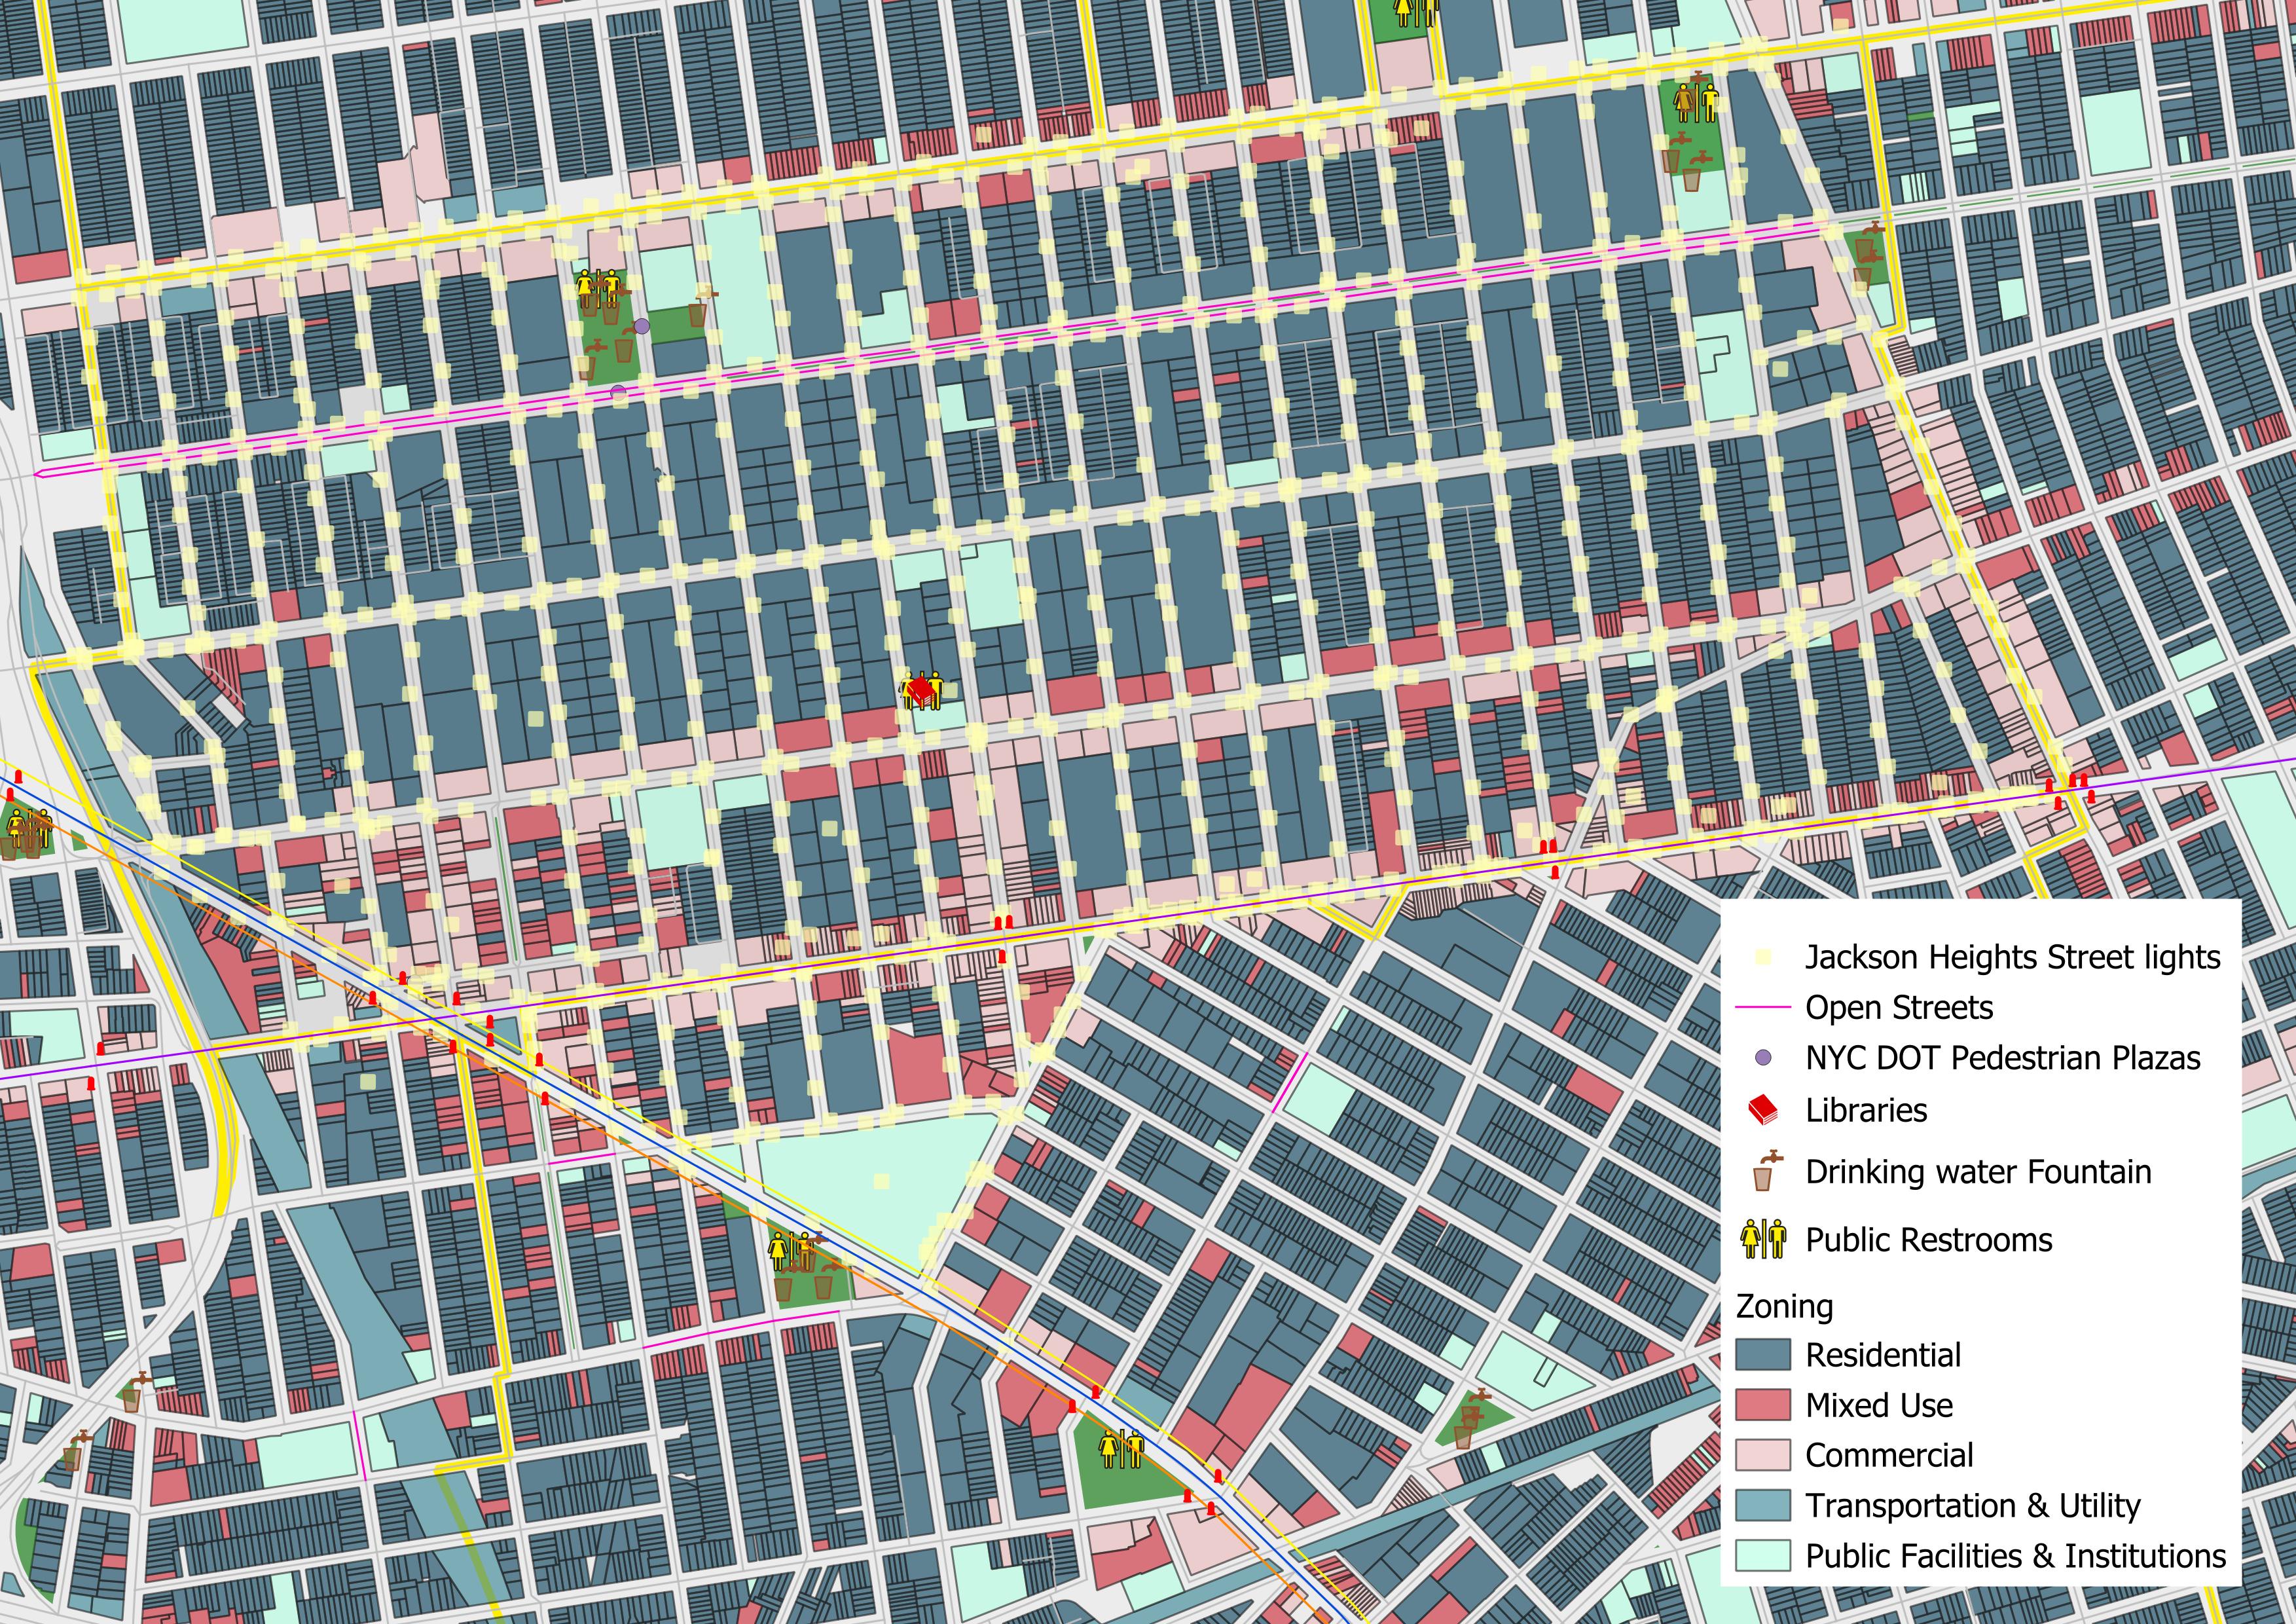 Jackson Heights Street lights
Open Streets
NYC DOT Pedestrian Plazas
Libraries
Drinking water Fountain
Public Restrooms
Zoning
Residential
Mixed Use
Commercial
Transportation & Utility
Public Facilities & Institutions